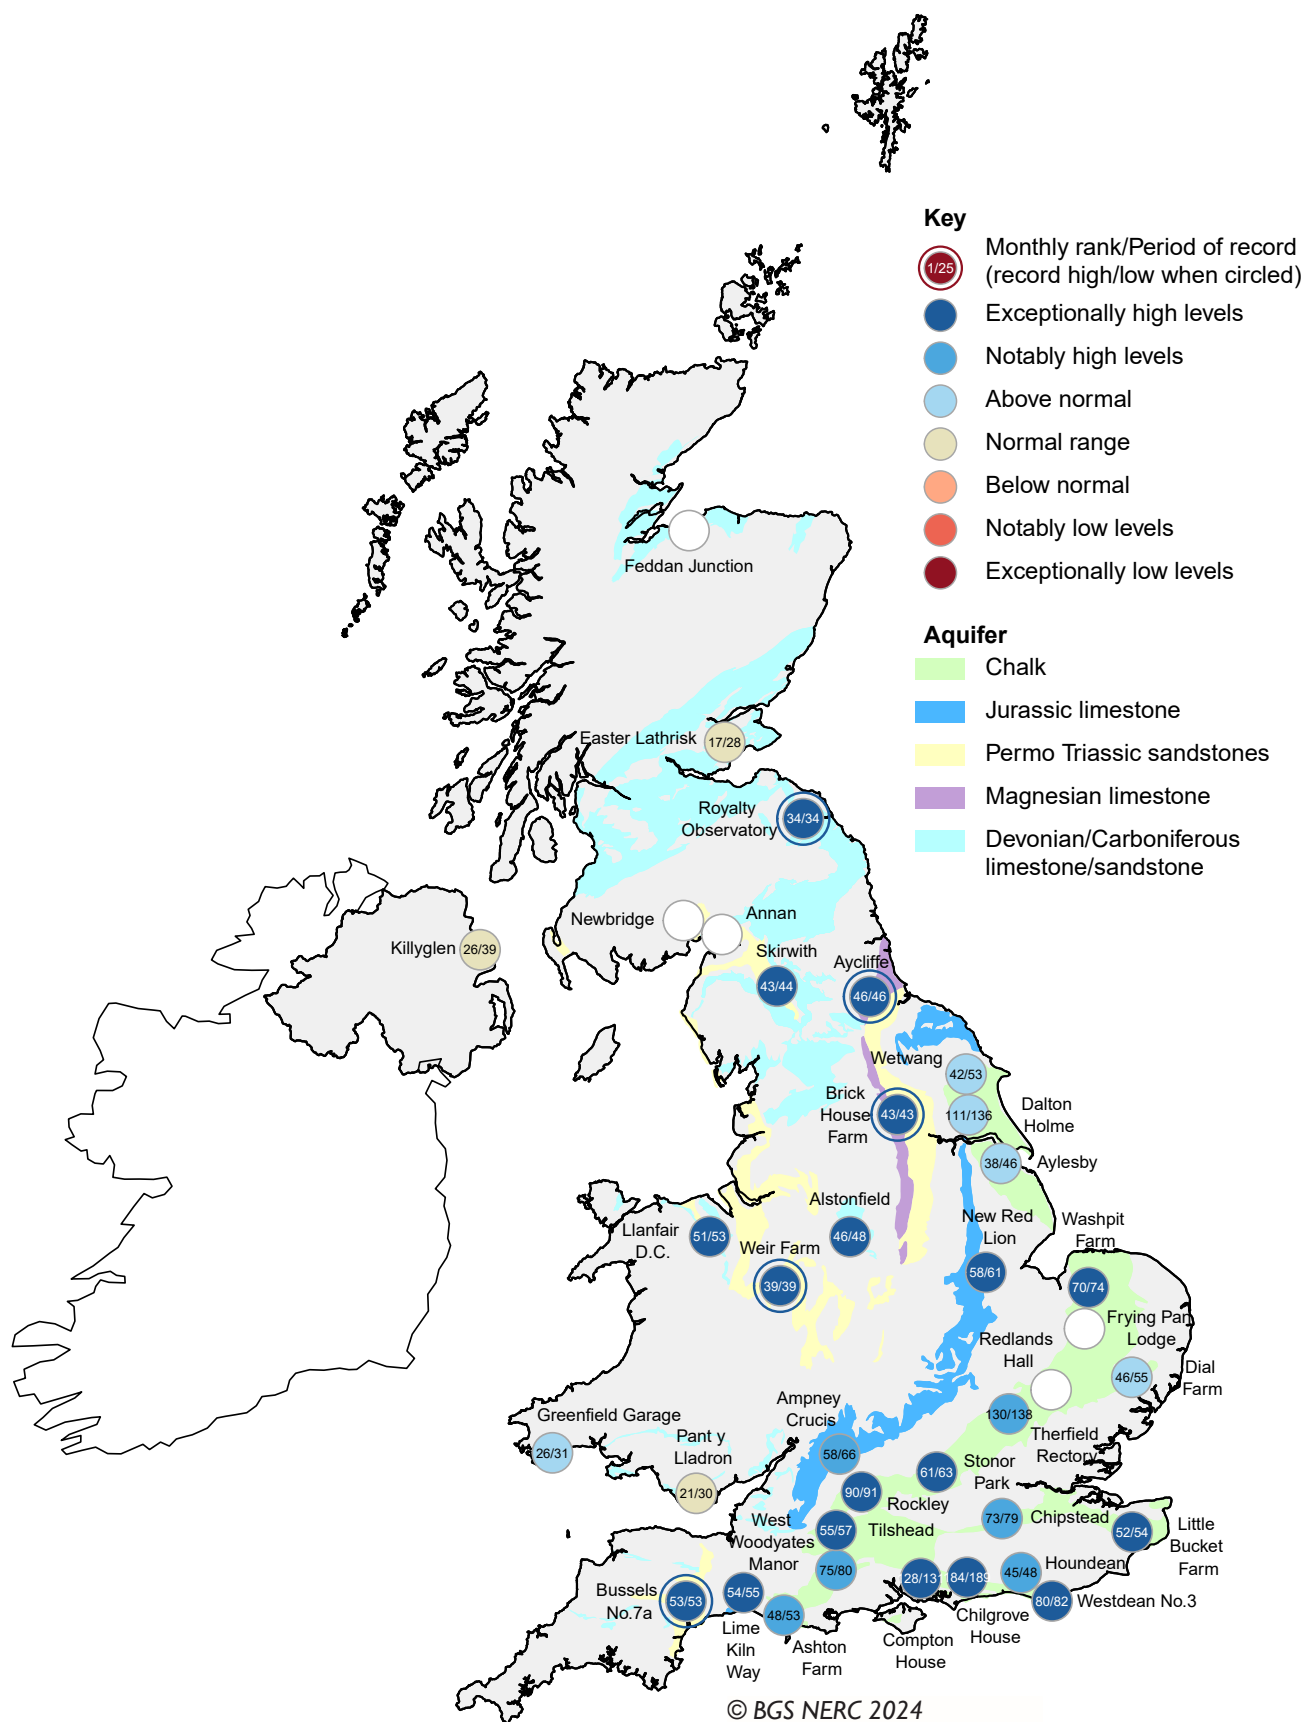 Key
Monthly rank/Period of record
(record high/low when circled)
1/25
Exceptionally high levels
Notably high levels
Above normal
Normal range
Below normal
Notably low levels
Exceptionally low levels
Aquifer
Chalk
Jurassic limestone
Permo Triassic sandstones
Magnesian limestone
Devonian/Carboniferous
limestone/sandstone
Feddan Junction
Easter Lathrisk
17/28
Royalty
Observatory
34/34
Newbridge
Annan
Killyglen
26/39
Skirwith
43/44
Aycliffe
46/46
Wetwang
42/53
Brick
House
Farm
43/43
111/136
Dalton
Holme
38/46
Aylesby
Alstonfield
46/48
Llanfair
D.C.
51/53
Weir Farm
39/39
New Red
Lion
58/61
Washpit
Farm
70/74
Frying Pan
Lodge
Redlands
Hall
46/55
Dial
Farm
Ampney
Crucis
58/66
130/138
Therfield
Rectory
Greenfield Garage
26/31
Pant y
Lladron
21/30
61/63
Stonor
Park
90/91
Rockley
73/79
Chipstead
52/54
Little
Bucket
Farm
55/57
Tilshead
West
Woodyates
Manor
75/80
128/131
184/189
45/48
Houndean
80/82
Westdean No.3
Bussels
No.7a
53/53
54/55
Lime
Kiln
Way
48/53
Ashton
Farm
Compton
House
Chilgrove
House
© BGS NERC 2024